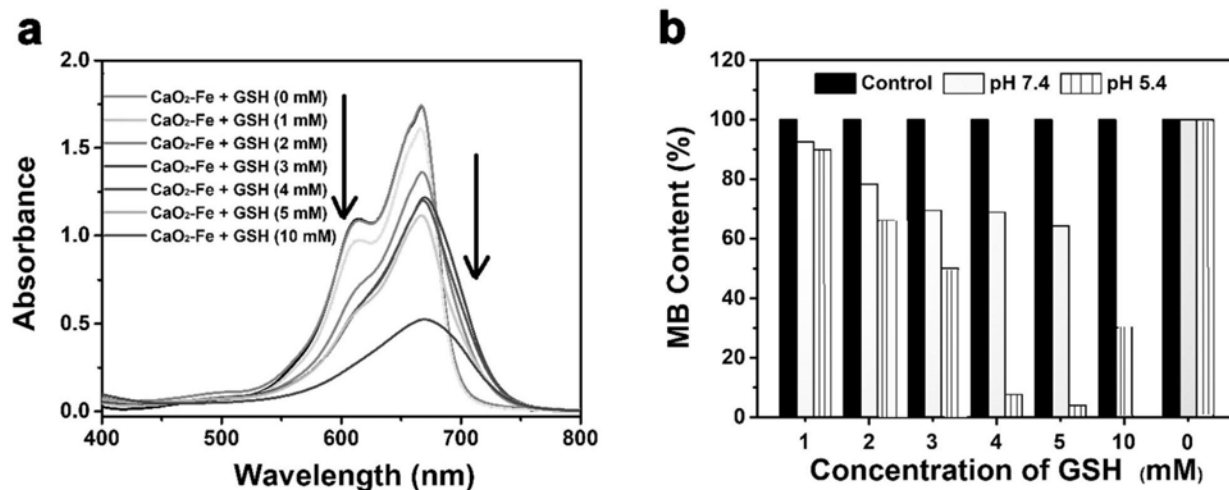 a
2.0
1.5
1.0
0.5
0.0
Absorbance
CaO₂-Fe + GSH (0 mM)
CaO₂-Fe + GSH (1 mM)
CaO₂-Fe + GSH (2 mM)
CaO₂-Fe + GSH (3 mM)
CaO₂-Fe + GSH (4 mM)
CaO₂-Fe + GSH (5 mM)
CaO₂-Fe + GSH (10 mM)
400 500 600 700 800
Wavelength (nm)
b
Control pH 7.4 pH 5.4
120
100
80
60
40
20
0
MB Content (%)
1 2 3 4 5 10 0
Concentration of GSH (mM)